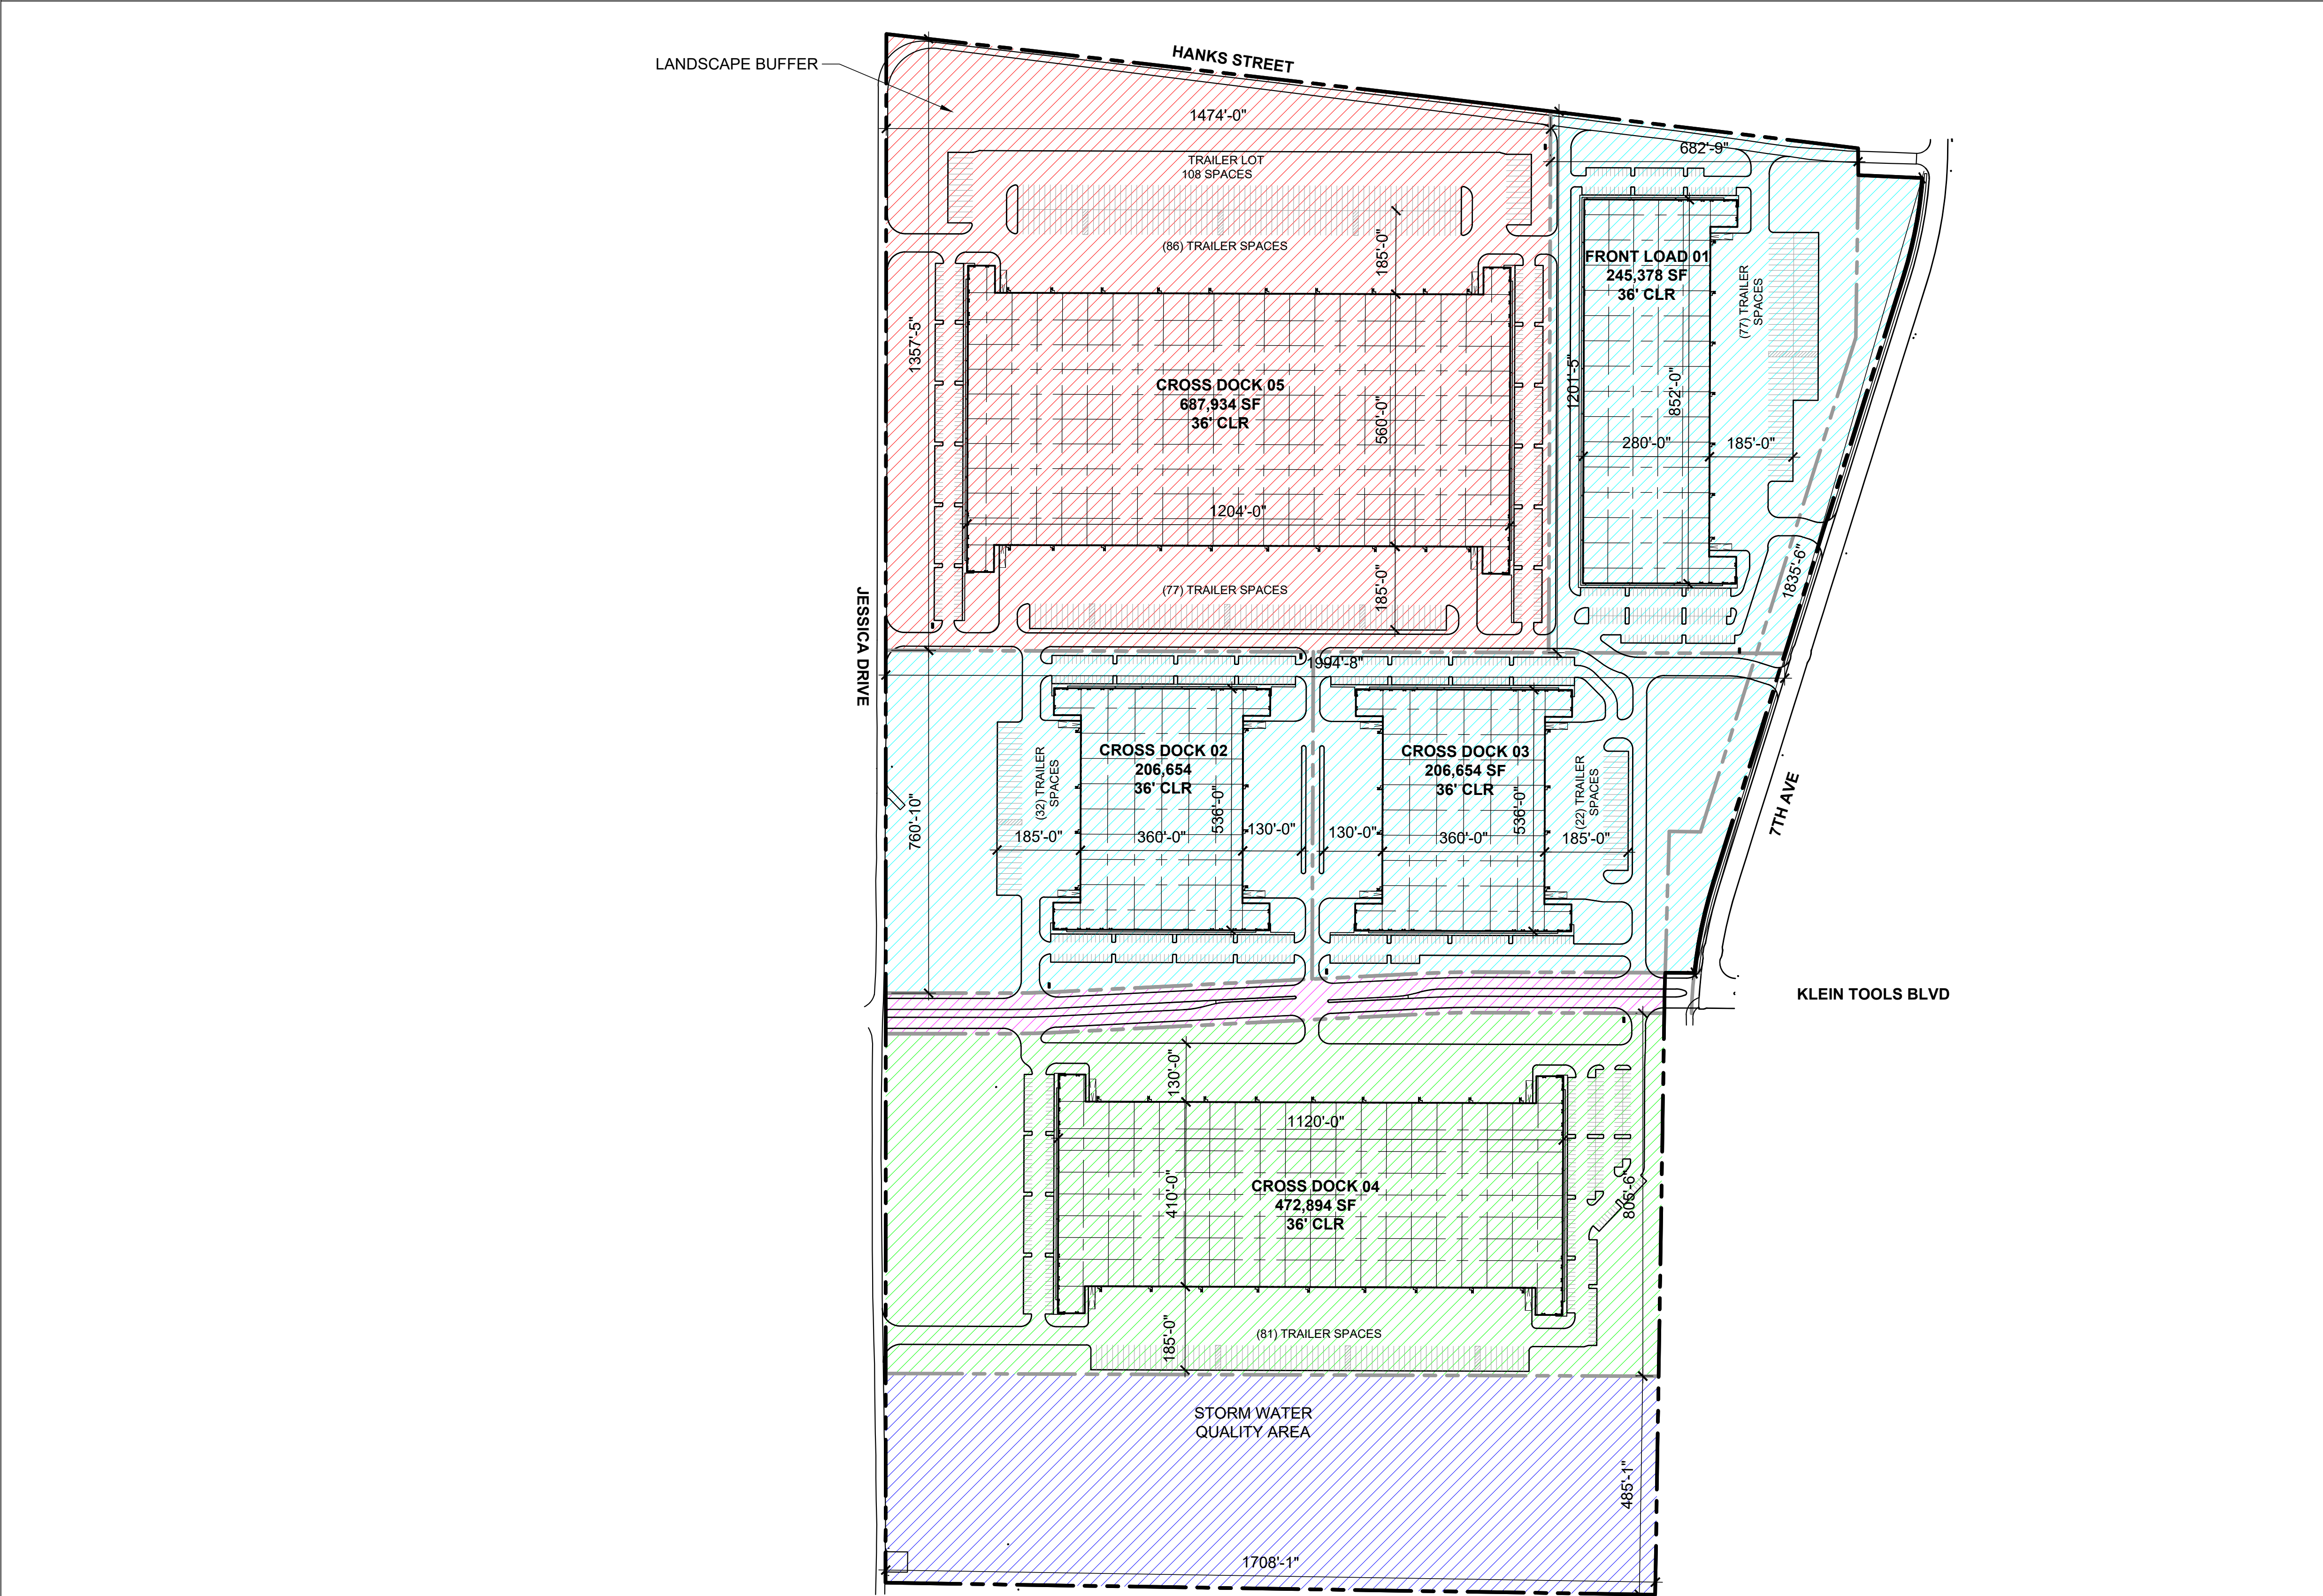 HANKS STREET
LANDSCAPE BUFFER
1474'-0"
682'-9"
TRAILER LOT
108 SPACES
(86) TRAILER SPACES
185'-0"
FRONT LOAD 01
245,378 SF
36' CLR
(77) TRAILER
SPACES
1357'-5"
CROSS DOCK 05
687,934 SF
36' CLR
560'-0"
1201'-5"
852'-0"
280'-0"
185'-0"
1204'-0"
1835'-6"
(77) TRAILER SPACES
185'-0"
JESSICA DRIVE
1994'-8"
CROSS DOCK 02
206,654
36' CLR
(32) TRAILER
SPACES
760'-10"
185'-0"
360'-0"
536'-0"
130'-0"
CROSS DOCK 03
206,654 SF
36' CLR
130'-0"
360'-0"
536'-0"
(22) TRAILER
SPACES
185'-0"
7TH AVE
KLEIN TOOLS BLVD
130'-0"
1120'-0"
CROSS DOCK 04
472,894 SF
36' CLR
410'-0"
805'-6"
(81) TRAILER SPACES
185'-0"
STORM WATER
QUALITY AREA
485'-1"
1708'-1"